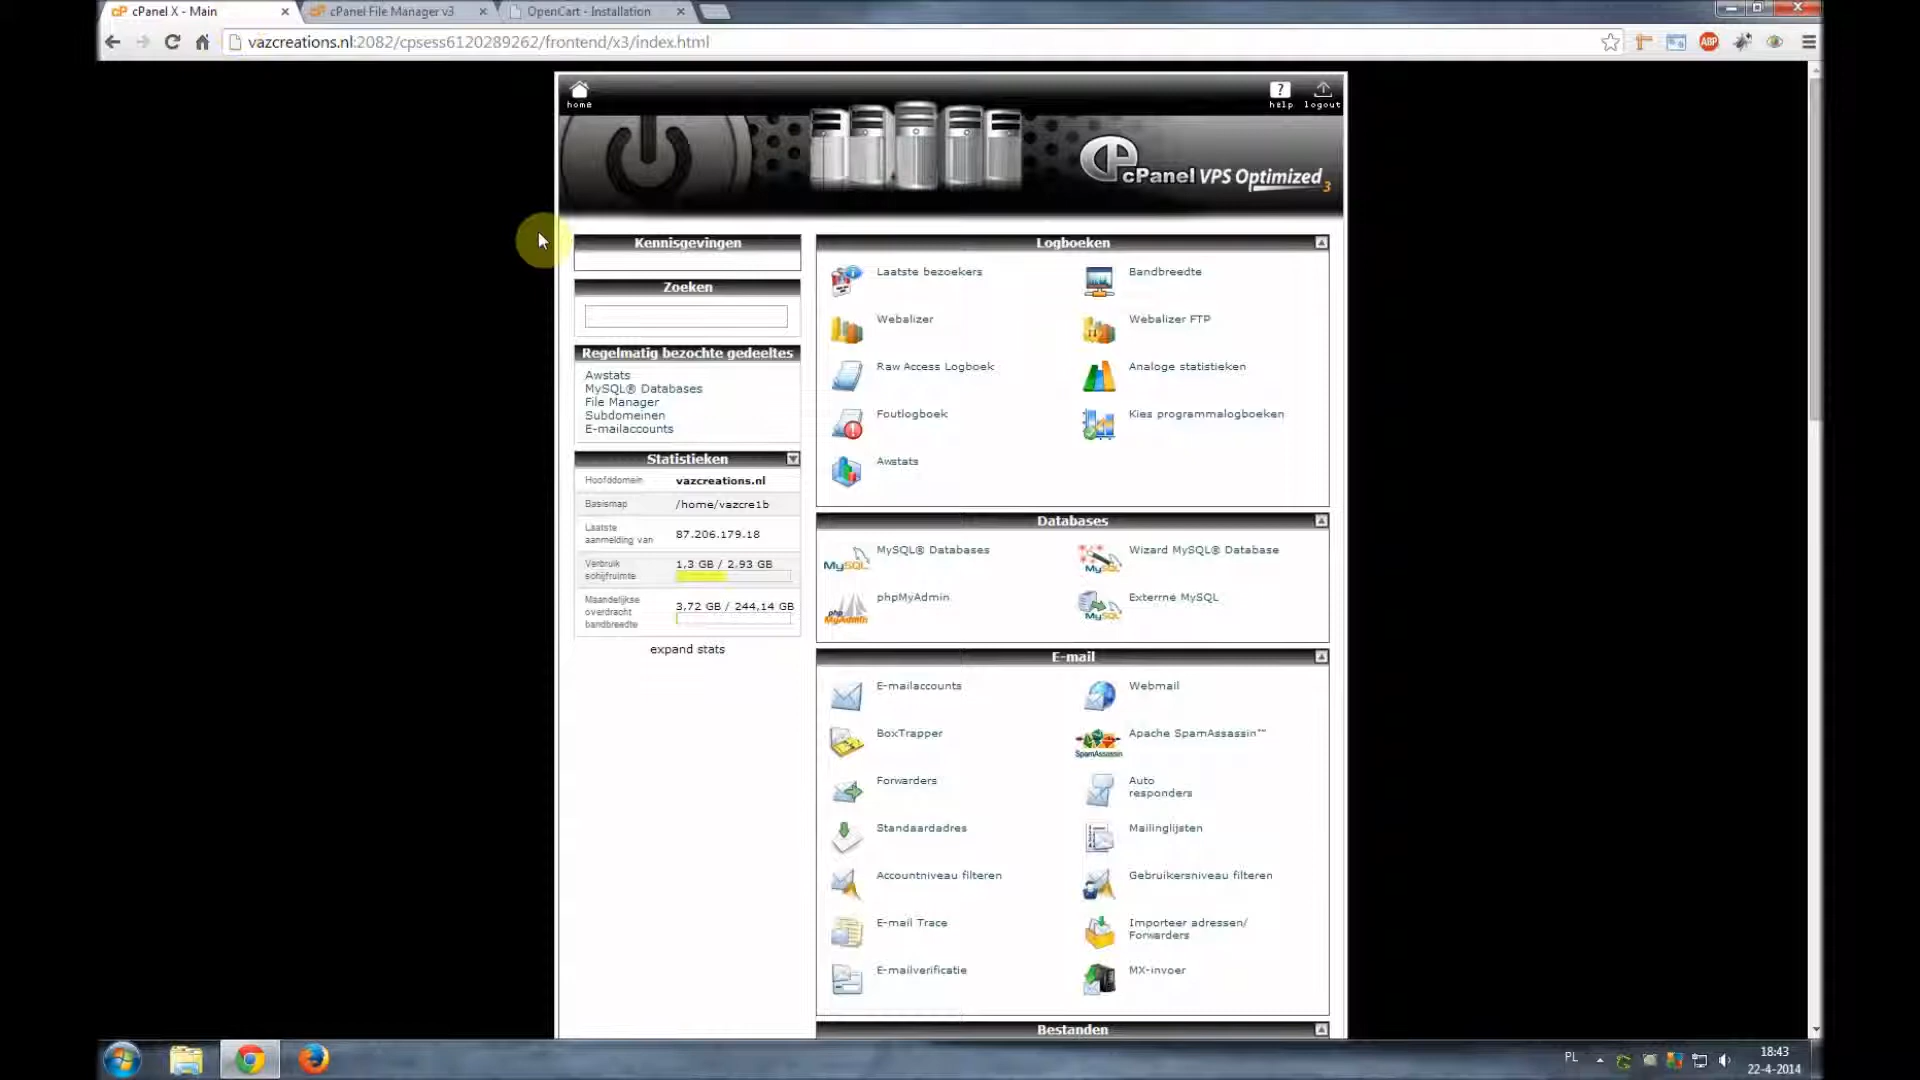 cPanel X - Main
cPanel File Manager v3
OpenCart - Installation
vazcreations.nl:2082/cpsess6120289262/frontend/x3/index.html
ABP
home
help
logout
cPanel VPS Optimized 3
Kennisgevingen
Zoeken
Regelmatig bezochte gedeeltes
Awstats
MySQL® Databases
File Manager
Subdomeinen
E-mailaccounts
Statistieken
Hoofddomein vazcreations.nl
Basismap /home/vazcre1b
Laatste
aanmelding van 87.206.179.18
Verbruik
schijfruimte 1,3 GB / 2,93 GB
Maandelijkse
overdracht
bandbreedte 3,72 GB / 244,14 GB
expand stats
Logboeken
Laatste bezoekers
Bandbreedte
Webalizer
Webalizer FTP
Raw Access Logboek
Analoge statistieken
Foutlogboek
Kies programmalogboeken
Awstats
Databases
MySQL® Databases
Wizard MySQL® Database
phpMyAdmin
Externe MySQL
E-mail
E-mailaccounts
Webmail
BoxTrapper
Apache SpamAssassin™
Forwarders
Auto
responders
Standaardadres
Mailinglijsten
Accountniveau filteren
Gebruikersniveau filteren
E-mail Trace
Importeer adressen/
Forwarders
E-mailverificatie
MX-invoer
Bestanden
PL
18:43
22-4-2014